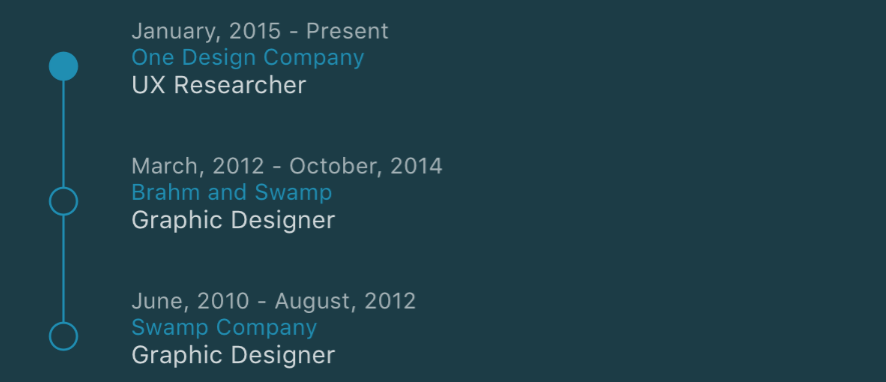 January, 2015 - Present
One Design Company
UX Researcher
March, 2012 - October, 2014
Brahm and Swamp
Graphic Designer
June, 2010 - August, 2012
Swamp Company
Graphic Designer